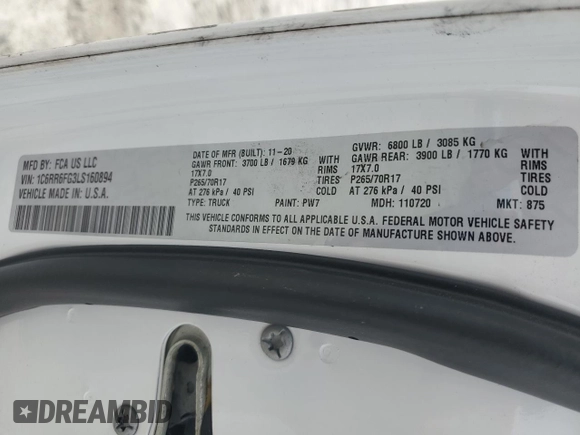 MFD BY: FCA US LLC
VIN: 1C6RR6FG3LS160894
VEHICLE MADE IN U.S.A.
DATE OF MFR (BUILT): 11-20
GAWR FRONT: 3700 LB / 1679 KG WITH
17X7.0 RIMS
P265/70R17 TIRES
AT 276 kPa / 40 PSI COLD
TYPE: TRUCK PAINT: PW7
GVWR: 6800 LB / 3085 KG
GAWR REAR: 3900 LB / 1770 KG WITH
17X7.0 RIMS
P265/70R17 TIRES
AT 276 kPa / 40 PSI COLD
MDH: 110720 MKT: 875
THIS VEHICLE CONFORMS TO ALL APPLICABLE U.S.A. FEDERAL MOTOR VEHICLE SAFETY
STANDARDS IN EFFECT ON THE DATE OF MANUFACTURE SHOWN ABOVE.
DREAMBID